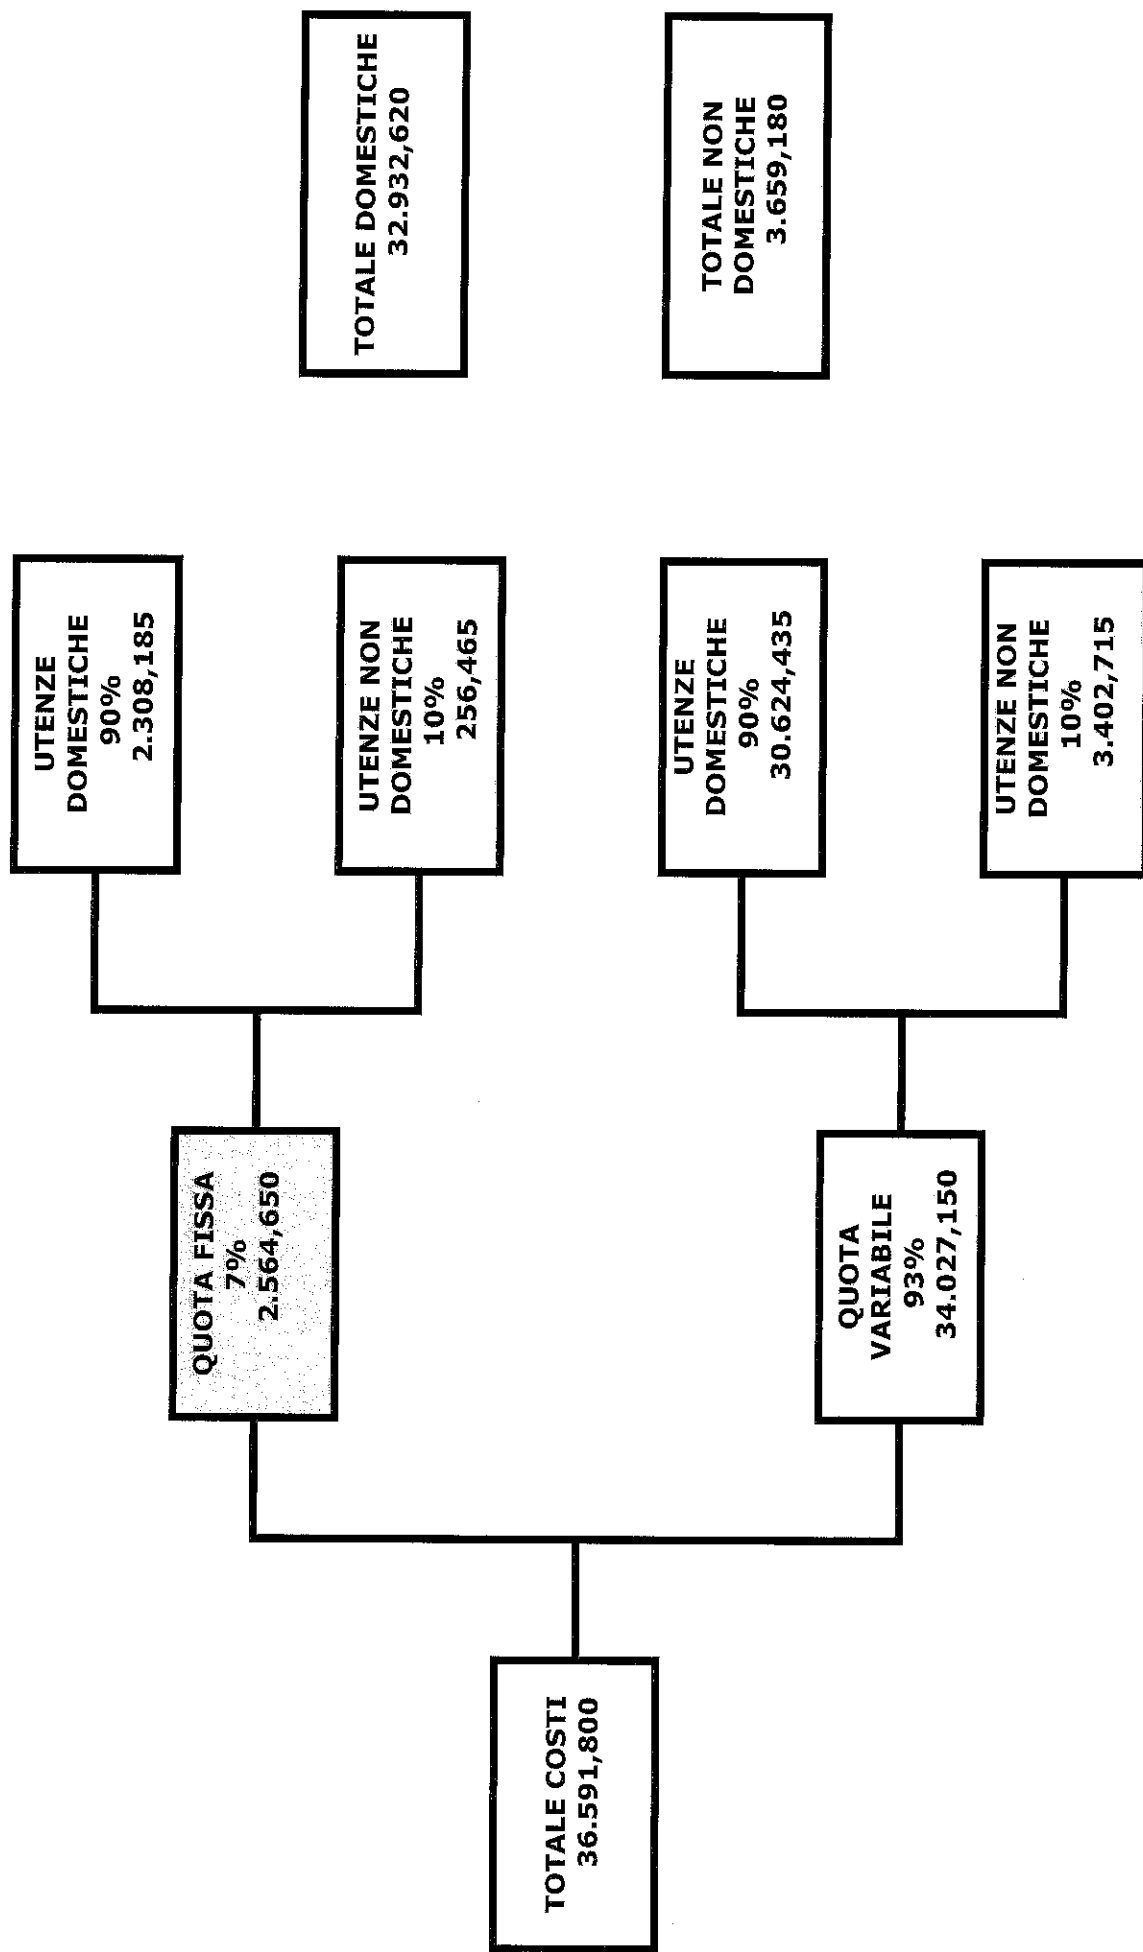 TOTALE COSTI
36.591,800
QUOTA FISSA
7%
2.564,650
QUOTA
VARIABILE
93%
34.027,150
UTENZE
DOMESTICHE
90%
2.308,185
UTENZE NON
DOMESTICHE
10%
256,465
UTENZE
DOMESTICHE
90%
30.624,435
UTENZE NON
DOMESTICHE
10%
3.402,715
TOTALE DOMESTICHE
32.932,620
TOTALE NON
DOMESTICHE
3.659,180